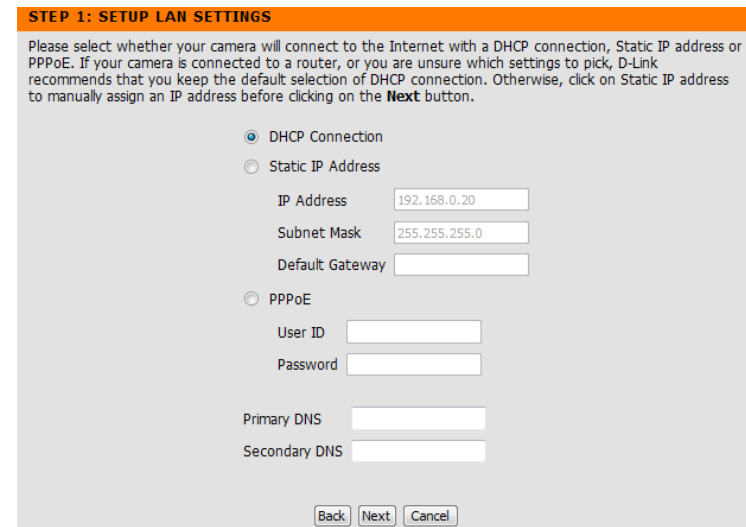 STEP 1: SETUP LAN SETTINGS
Please select whether your camera will connect to the Internet with a DHCP connection, Static IP address or
PPPoE. If your camera is connected to a router, or you are unsure which settings to pick, D-Link
recommends that you keep the default selection of DHCP connection. Otherwise, click on Static IP address
to manually assign an IP address before clicking on the Next button.
DHCP Connection
Static IP Address
IP Address 192.168.0.20
Subnet Mask 255.255.255.0
Default Gateway
PPPoE
User ID
Password
Primary DNS
Secondary DNS
Back Next Cancel